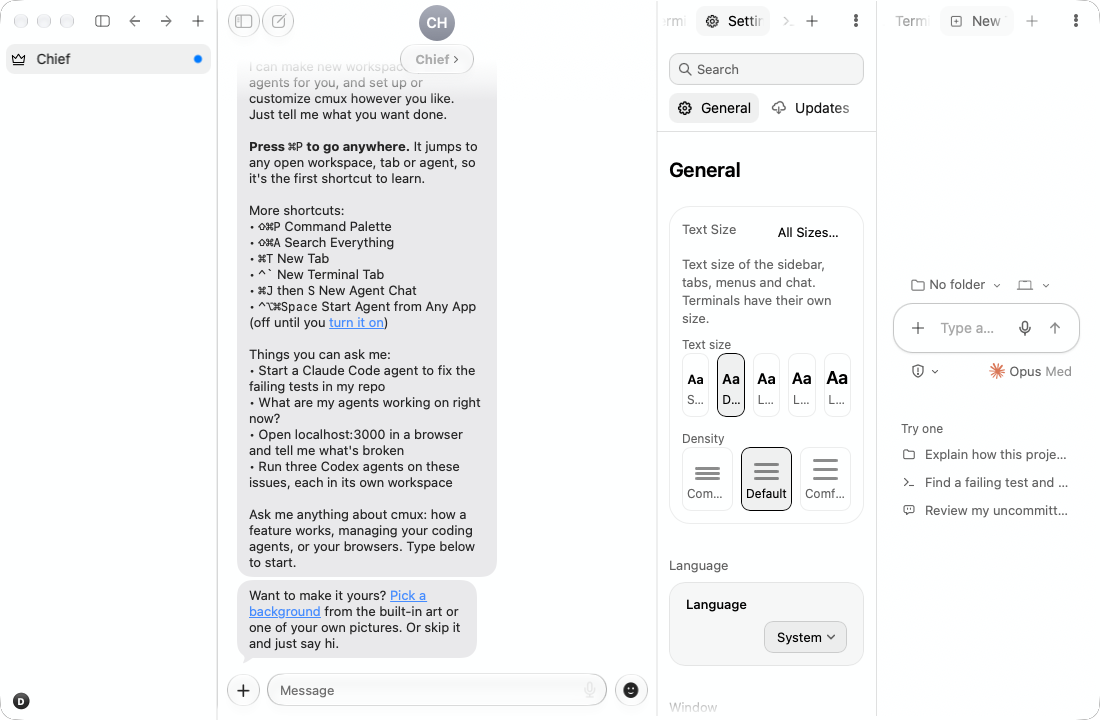 Chief
D
CH
Chief
I can make new workspac
agents for you, and set up or
customize cmux however you like.
Just tell me what you want done.
Press ⌘P to go anywhere. It jumps to
any open workspace, tab or agent, so
it's the first shortcut to learn.
More shortcuts:
• ⇧⌘P Command Palette
• ⇧⌘A Search Everything
• ⌘T New Tab
• ^` New Terminal Tab
• ⌘J then S New Agent Chat
• ^⌥⌘Space Start Agent from Any App
(off until you turn it on)
Things you can ask me:
• Start a Claude Code agent to fix the
failing tests in my repo
• What are my agents working on right
now?
• Open localhost:3000 in a browser
and tell me what's broken
• Run three Codex agents on these
issues, each in its own workspace
Ask me anything about cmux: how a
feature works, managing your coding
agents, or your browsers. Type below
to start.
Want to make it yours? Pick a
background from the built-in art or
one of your own pictures. Or skip it
and just say hi.
Message
Settin
Search
General Updates
General
Text Size All Sizes...
Text size of the sidebar,
tabs, menus and chat.
Terminals have their own
size.
Text size
Aa Aa Aa Aa Aa
S... D... L... L... L...
Density
Com... Default Comf...
Language
Language
System
Window
Term New
No folder
Type a...
Opus Med
Try one
Explain how this proje...
Find a failing test and ...
Review my uncommitt...